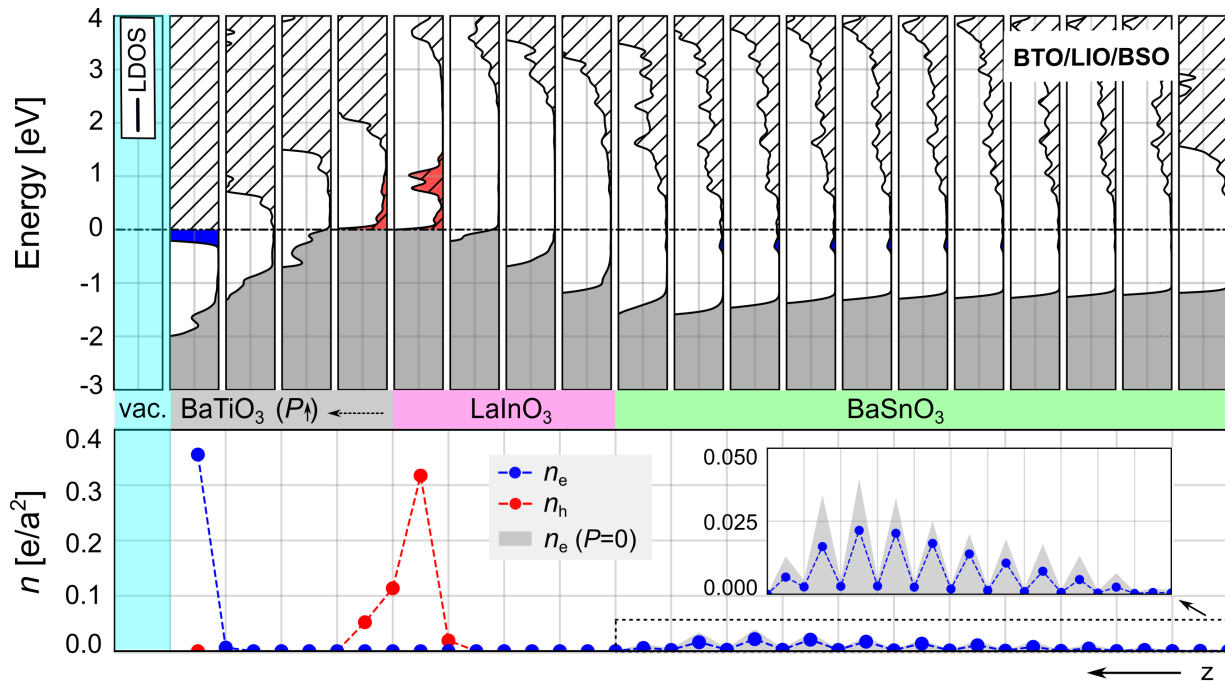 4
3
2
1
0
-1
-2
-3
Energy [eV]
LDOS
BTO/LIO/BSO
vac.
BaTiO₃ (P↑)
LaInO₃
BaSnO₃
0.4
0.3
0.2
0.1
0.0
n [e/a²]
nₑ
nₕ
nₑ (P=0)
0.050
0.025
0.000
z